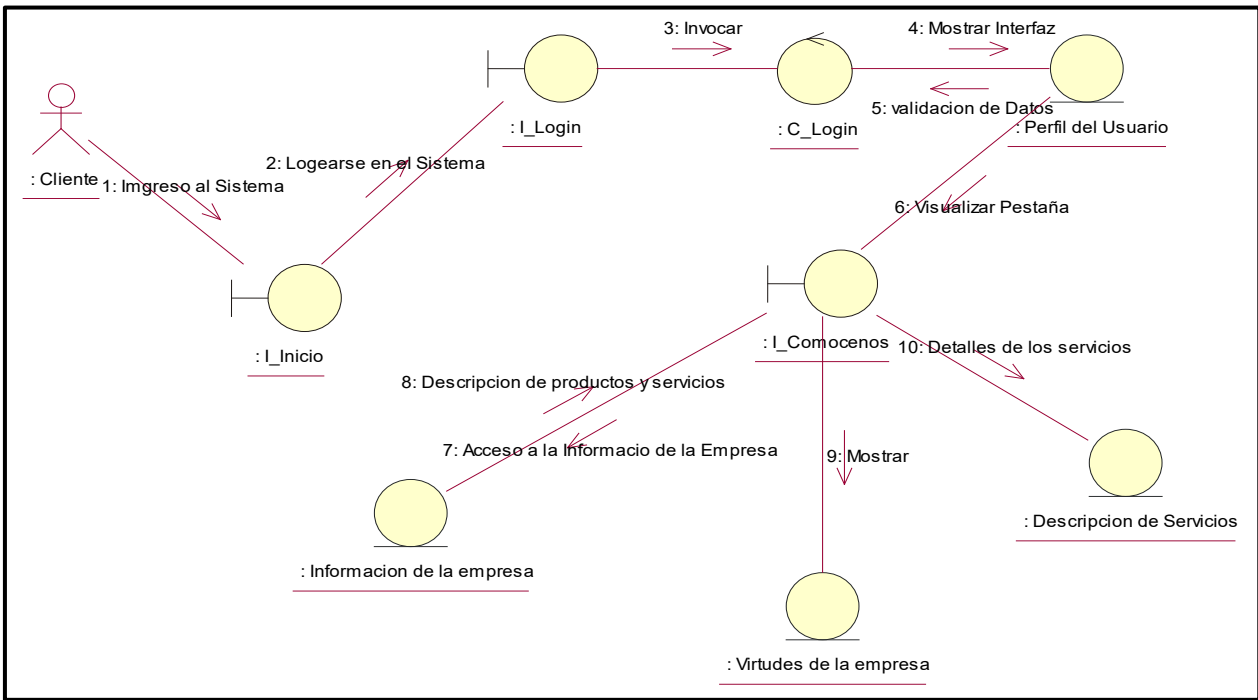 3: Invocar
4: Mostrar Interfaz
5: validacion de Datos
: I_Login
: C_Login
: Perfil del Usuario
2: Logearse en el Sistema
: Cliente
1: Imgreso al Sistema
6: Visualizar Pestaña
: I_Inicio
: I_Comocenos
10: Detalles de los servicios
8: Descripcion de productos y servicios
7: Acceso a la Informacio de la Empresa
9: Mostrar
: Descripcion de Servicios
: Informacion de la empresa
: Virtudes de la empresa